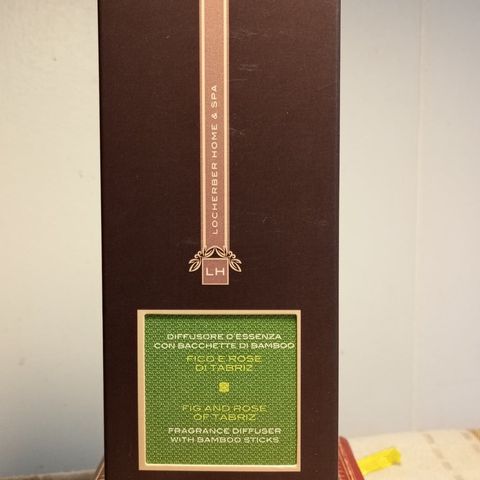 LOCHERBER HOME & SPA
LH
DIFFUSORE D'ESSENZA
CON BACCHETTE DI BAMBOO
FICO E ROSE
DI TABRIZ
FIG AND ROSE
OF TABRIZ
FRAGRANCE DIFFUSER
WITH BAMBOO STICKS